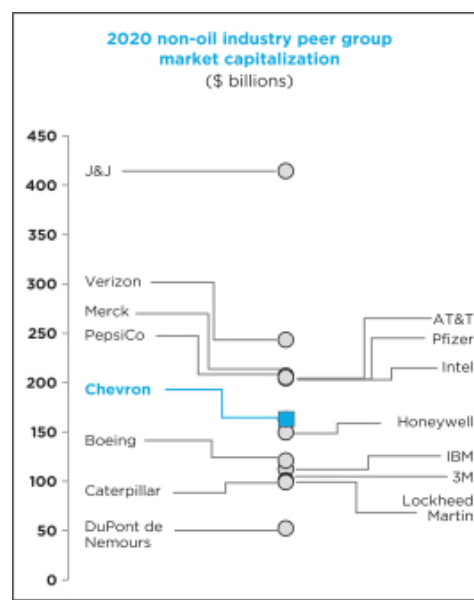 2020 non-oil industry peer group
market capitalization
($ billions)
450
400
350
300
250
200
150
100
50
0
J&J
Verizon
Merck
PepsiCo
Chevron
Boeing
Caterpillar
DuPont de
Nemours
AT&T
Pfizer
Intel
Honeywell
IBM
3M
Lockheed
Martin